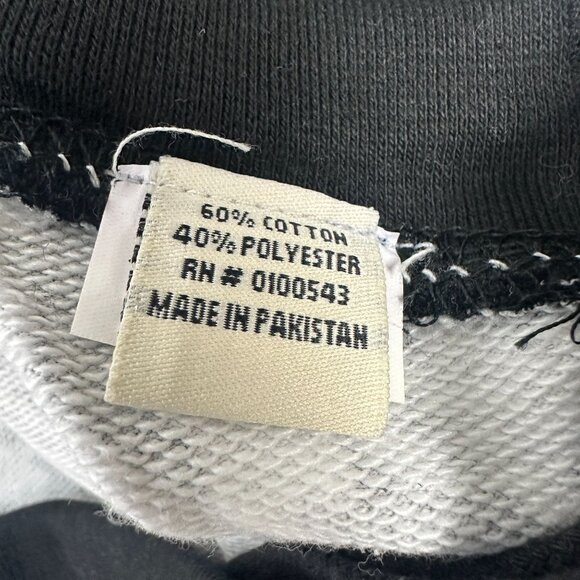 60% COTTON
40% POLYESTER
RN # 0100543
MADE IN PAKISTAN